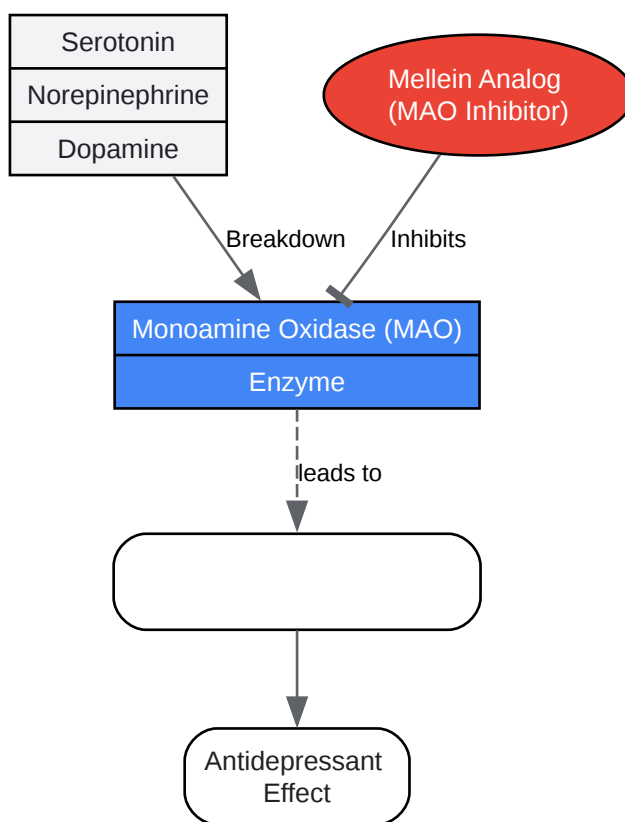 Serotonin
Norepinephrine
Dopamine
Mellein Analog
(MAO Inhibitor)
Breakdown
Inhibits
Monoamine Oxidase (MAO)
Enzyme
leads to
Antidepressant
Effect